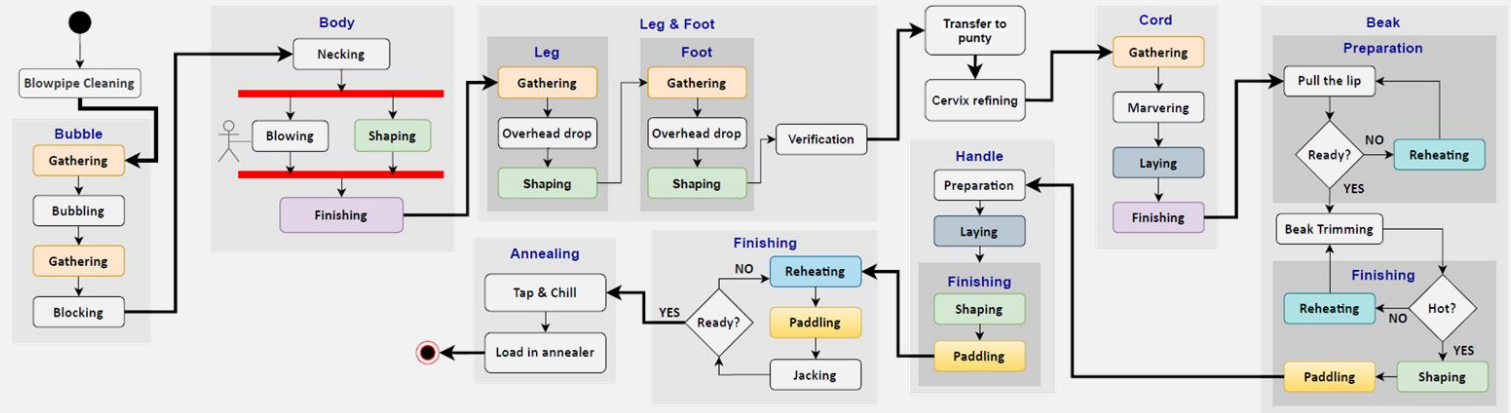 Blowpipe Cleaning
Bubble
Gathering
Bubbling
Gathering
Blocking
Body
Necking
Blowing
Shaping
Finishing
Leg & Foot
Leg
Gathering
Overhead drop
Shaping
Foot
Gathering
Overhead drop
Shaping
Verification
Transfer to
punty
Cervix refining
Cord
Gathering
Marvering
Laying
Finishing
Beak
Preparation
Pull the lip
Ready?
NO
Reheating
YES
Beak Trimming
Finishing
Hot?
NO
Reheating
YES
Shaping
Paddling
Handle
Preparation
Laying
Finishing
Shaping
Paddling
Finishing
Reheating
Paddling
Jacking
Ready?
NO
YES
Annealing
Tap & Chill
Load in annealer